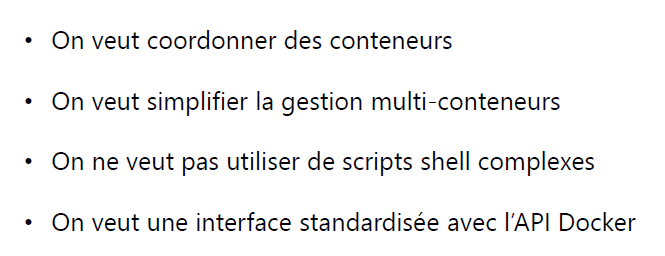 • On veut coordonner des conteneurs
• On veut simplifier la gestion multi-conteneurs
• On ne veut pas utiliser de scripts shell complexes
• On veut une interface standardisée avec l’API Docker